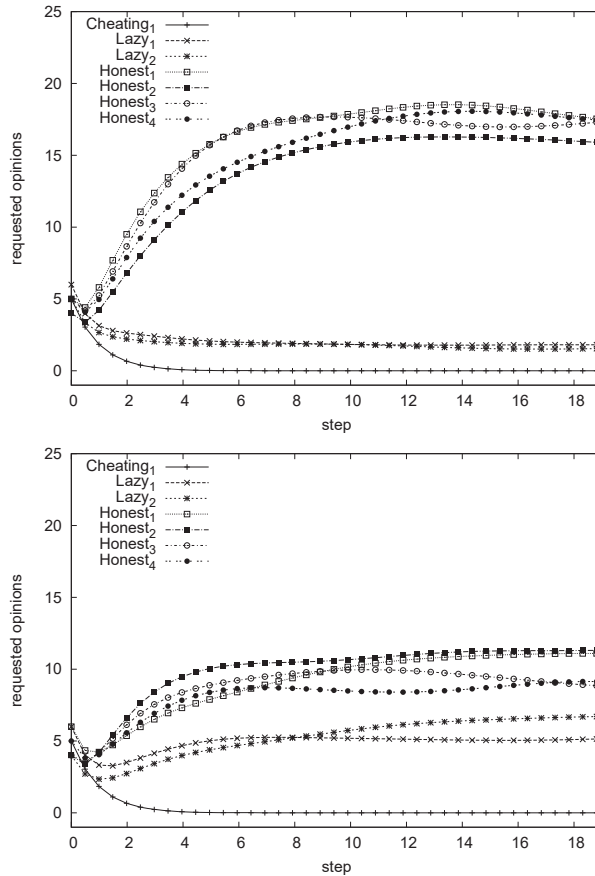 25
20
15
10
5
0
requested opinions
Cheating1
Lazy1
Lazy2
Honest1
Honest2
Honest3
Honest4
0 2 4 6 8 10 12 14 16 18
step
25
20
15
10
5
0
requested opinions
Cheating1
Lazy1
Lazy2
Honest1
Honest2
Honest3
Honest4
0 2 4 6 8 10 12 14 16 18
step